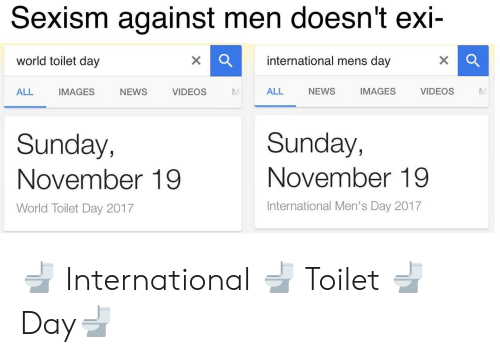 Sexism against men doesn't exi-
world toilet day
ALL IMAGES NEWS VIDEOS M
Sunday,
November 19
World Toilet Day 2017
international mens day
ALL NEWS IMAGES VIDEOS M
Sunday,
November 19
International Men's Day 2017
🚽 International 🚽 Toilet 🚽
Day🚽